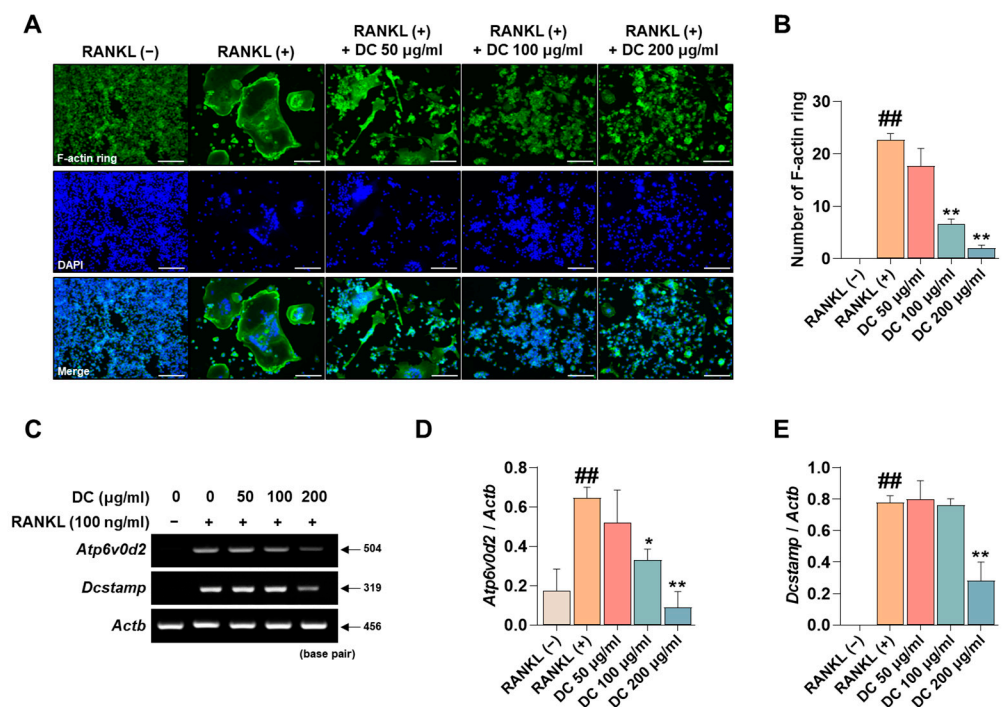 A
RANKL (−)
RANKL (+)
RANKL (+)
+ DC 50 μg/ml
RANKL (+)
+ DC 100 μg/ml
RANKL (+)
+ DC 200 μg/ml
F-actin ring
DAPI
Merge
B
Number of F-actin ring
30
20
10
0
##
**
**
RANKL (−)
RANKL (+)
DC 50 μg/ml
DC 100 μg/ml
DC 200 μg/ml
C
DC (μg/ml) 0 0 50 100 200
RANKL (100 ng/ml) − + + + +
Atp6v0d2 504
Dcstamp 319
Actb 456
(base pair)
D
Atp6v0d2 / Actb
0.8
0.6
0.4
0.2
0.0
##
*
**
RANKL (−)
RANKL (+)
DC 50 μg/ml
DC 100 μg/ml
DC 200 μg/ml
E
Dcstamp / Actb
1.0
0.8
0.6
0.4
0.2
0.0
##
**
RANKL (−)
RANKL (+)
DC 50 μg/ml
DC 100 μg/ml
DC 200 μg/ml